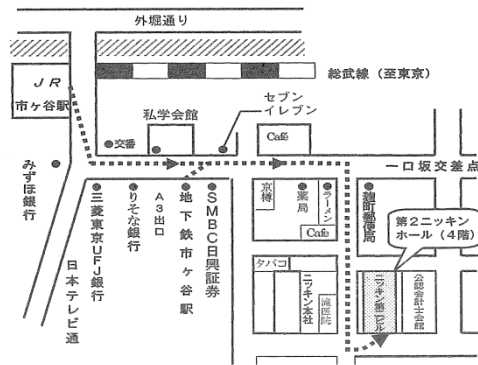 外堀通り
JR
市ヶ谷駅
総武線（至東京）
私学会館
セブン
イレブン
交番
Café
みずほ銀行
一口坂交差点
三菱東京UFJ銀行
りそな銀行
A3出口
地下鉄市ヶ谷駅
SMBC日興証券
日本テレビ通
京樽
薬局
ラーメン
Café
麹町郵便局
第２ニッキン
ホール（４階）
タバコ
ニッキン本社
滝医院
ニッキン第二ビル
公認会計士会館